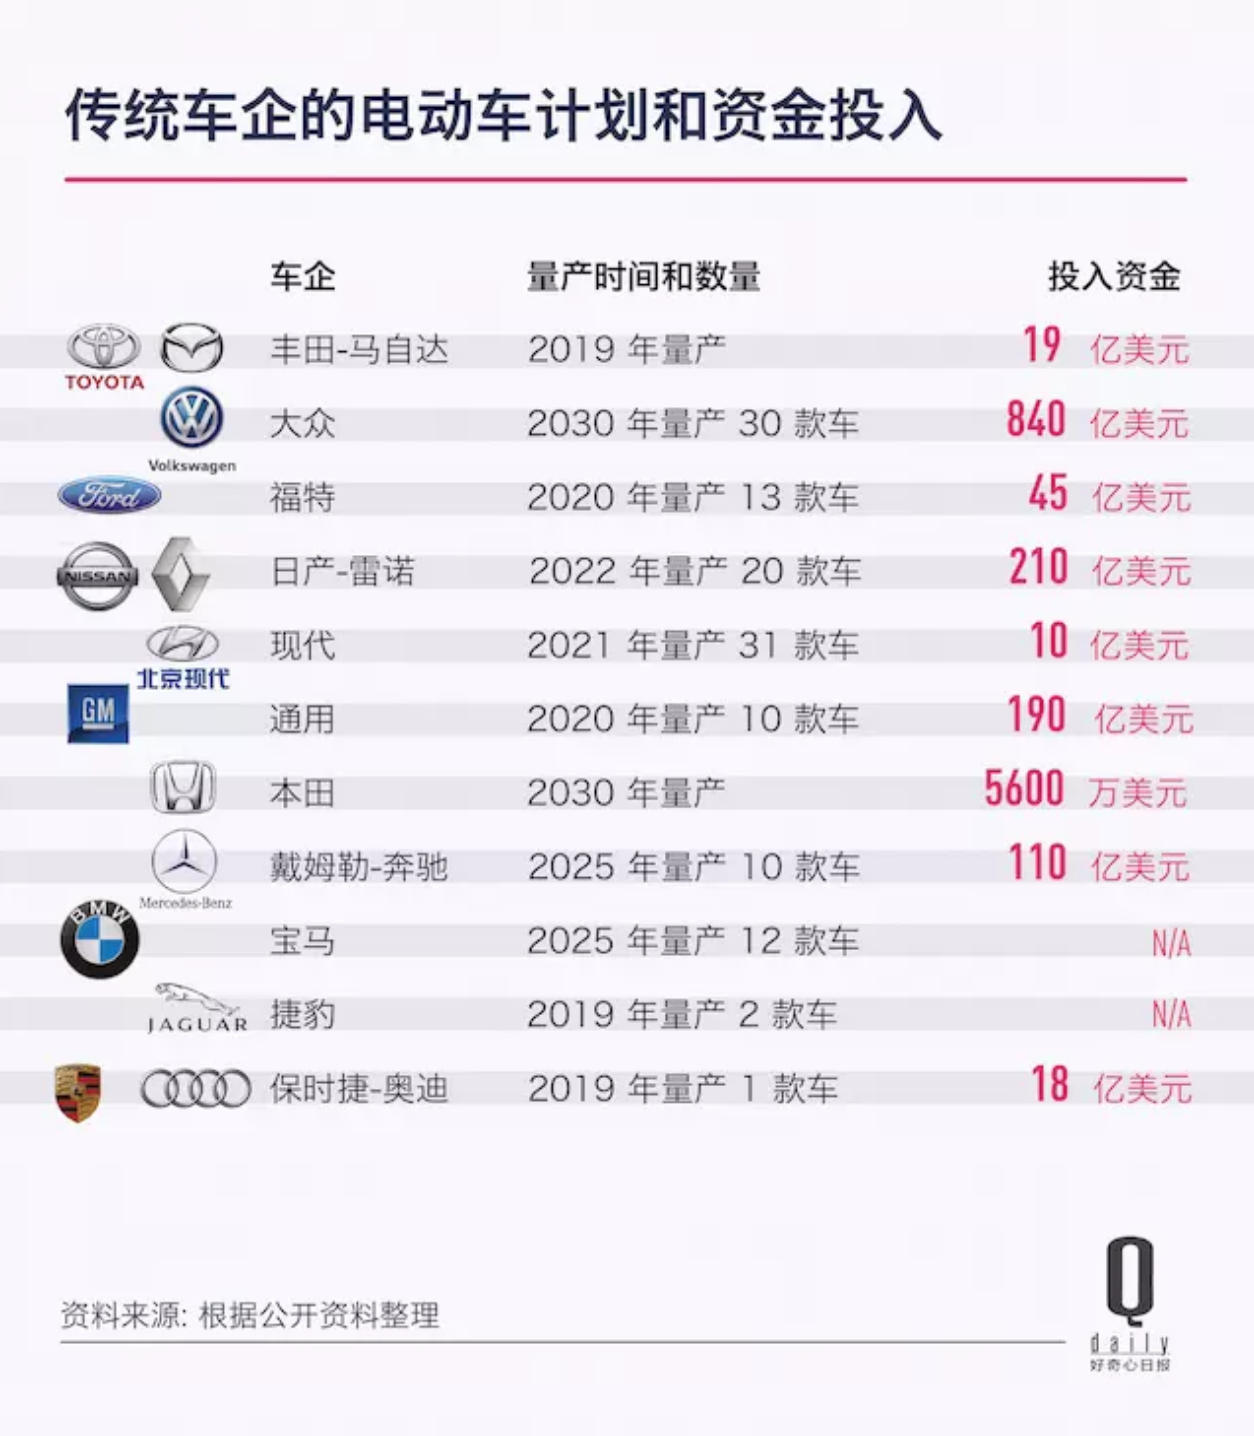 传统车企的电动车计划和资金投入
车企 量产时间和数量 投入资金
TOYOTA 丰田-马自达 2019 年量产 19 亿美元
Volkswagen 大众 2030 年量产 30 款车 840 亿美元
Ford 福特 2020 年量产 13 款车 45 亿美元
NISSAN 日产-雷诺 2022 年量产 20 款车 210 亿美元
北京现代 现代 2021 年量产 31 款车 10 亿美元
GM 通用 2020 年量产 10 款车 190 亿美元
本田 2030 年量产 5600 万美元
Mercedes-Benz 戴姆勒-奔驰 2025 年量产 10 款车 110 亿美元
BMW 宝马 2025 年量产 12 款车 N/A
JAGUAR 捷豹 2019 年量产 2 款车 N/A
保时捷-奥迪 2019 年量产 1 款车 18 亿美元
资料来源: 根据公开资料整理
Q
daily
好奇心日报